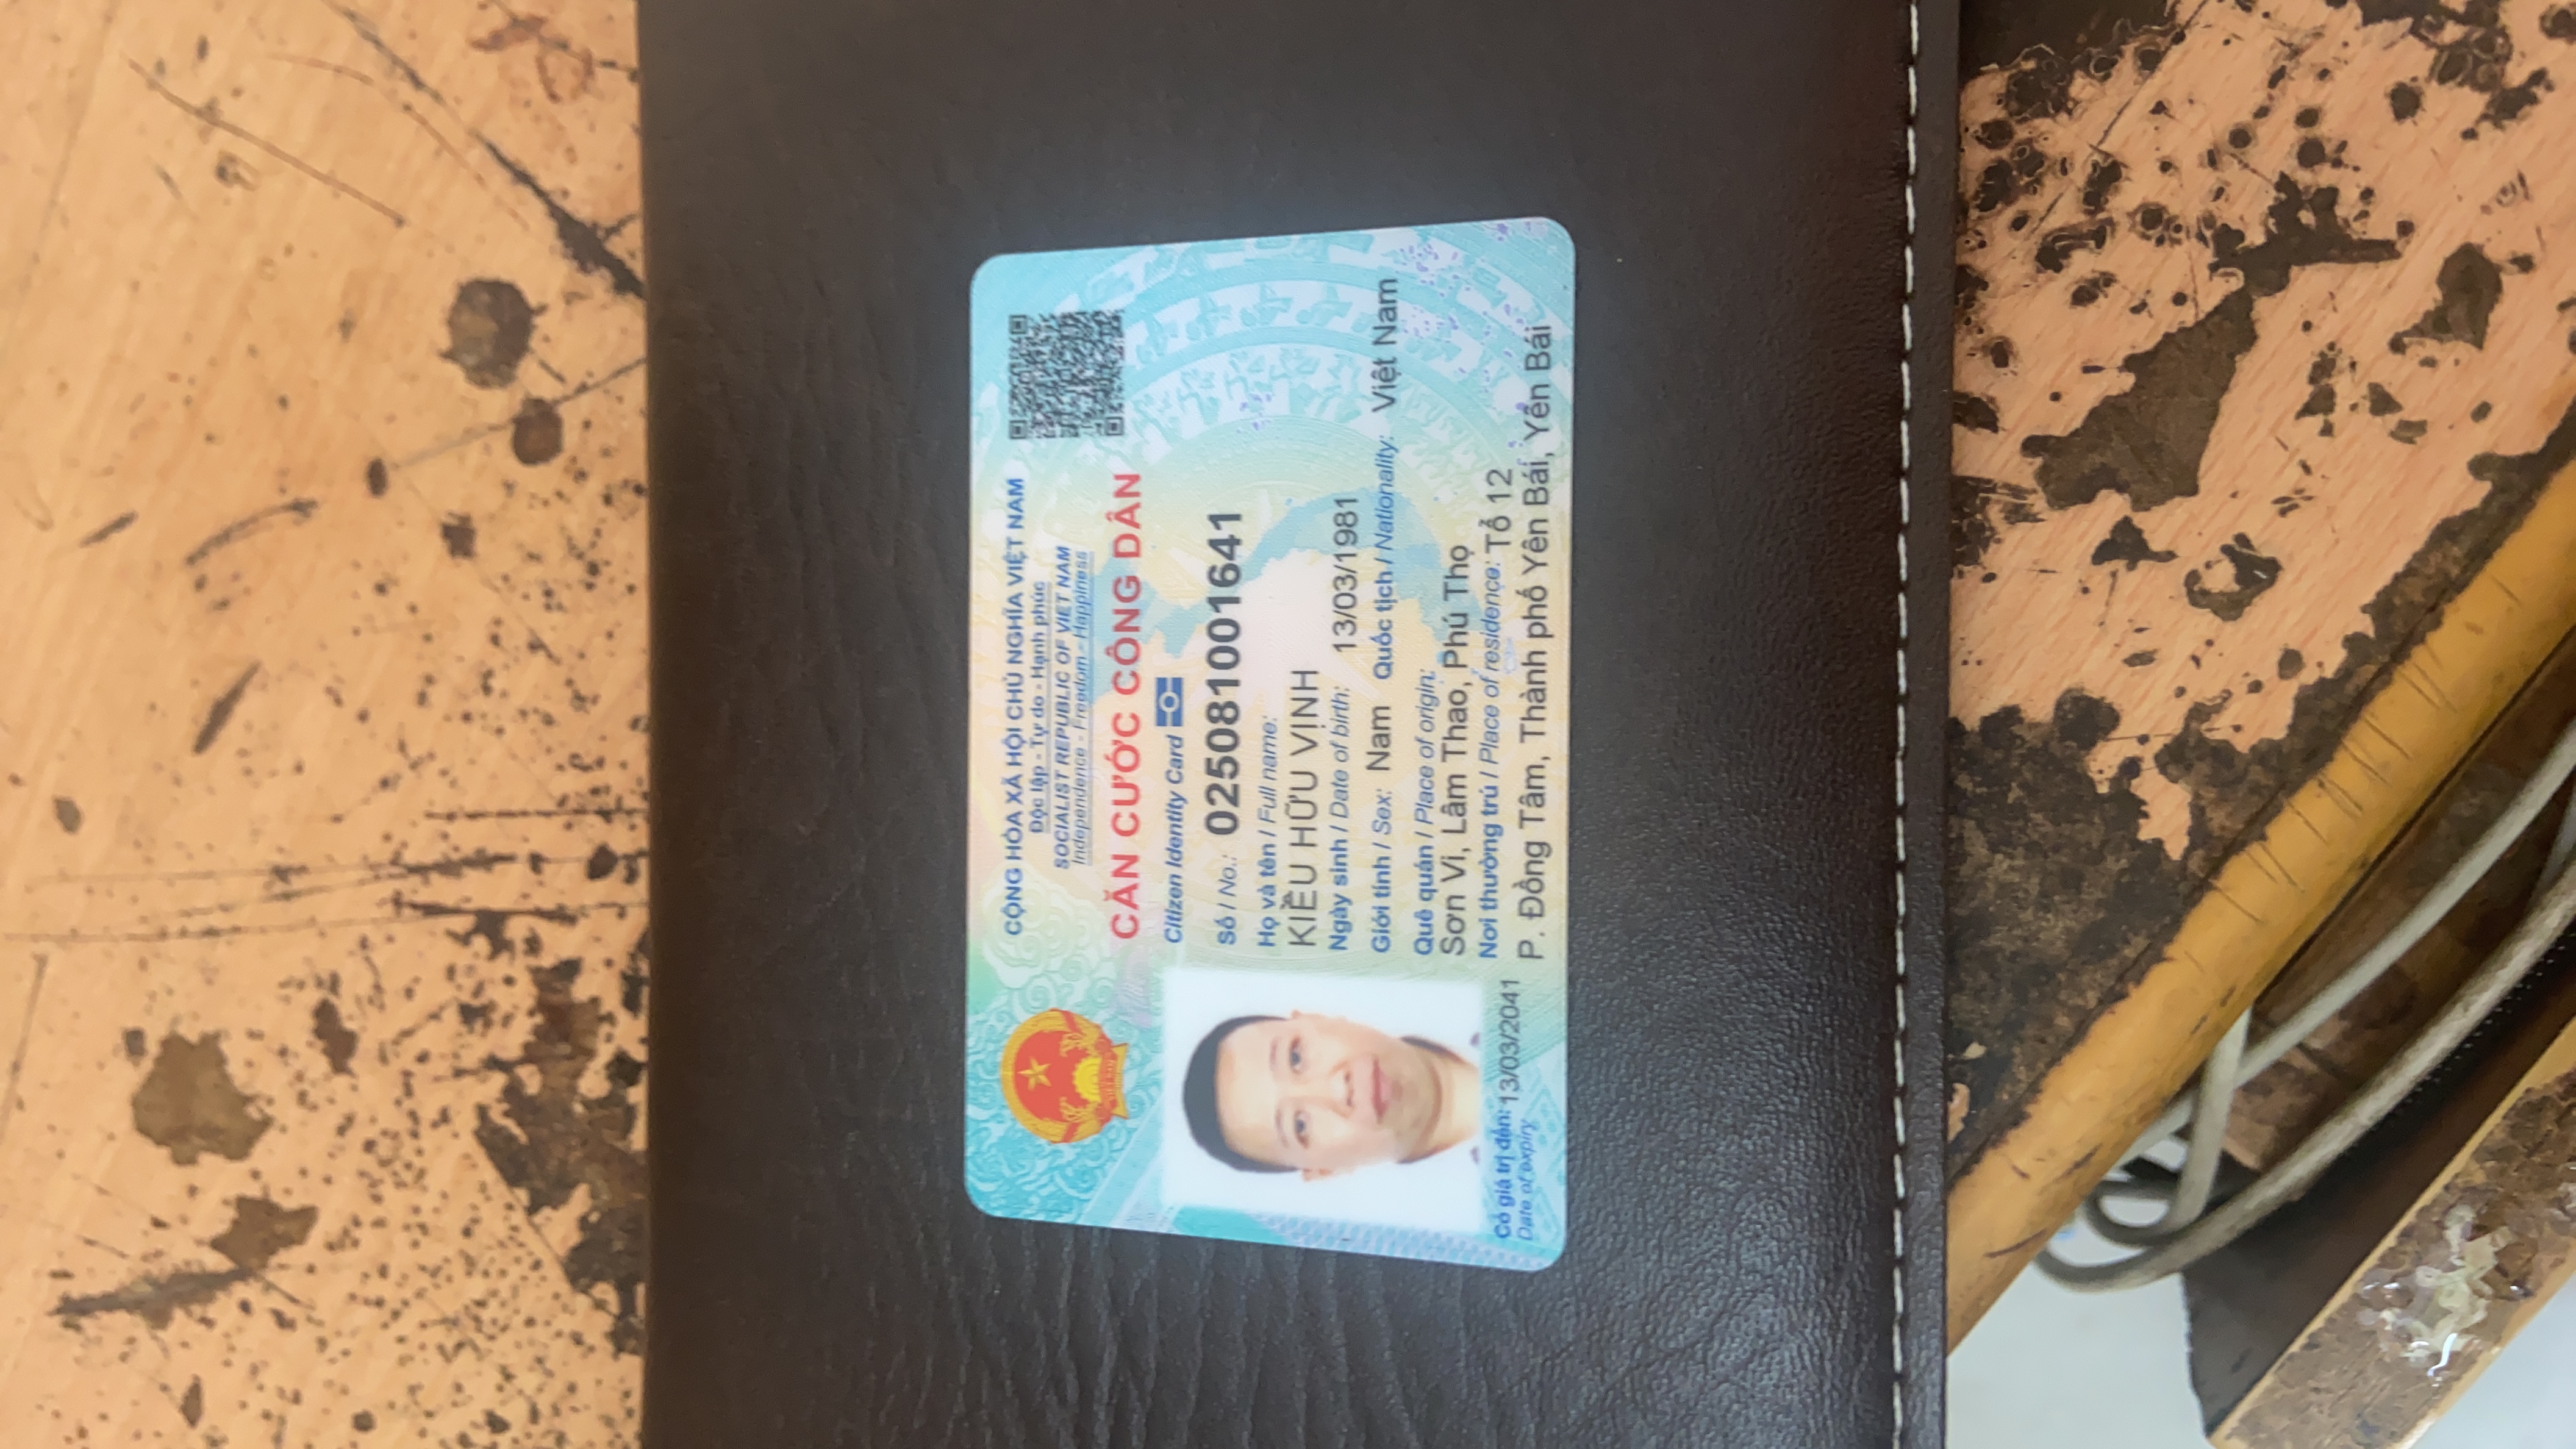 CỘNG HÒA XÃ HỘI CHỦ NGHĨA VIỆT NAM
Độc lập - Tự do - Hạnh phúc
SOCIALIST REPUBLIC OF VIET NAM
Independence - Freedom - Happiness
CĂN CƯỚC CÔNG DÂN
Citizen Identity Card
Số / No.: 025081001641
Họ và tên / Full name:
KIỀU HỮU VỊNH
Ngày sinh / Date of birth: 13/03/1981
Giới tính / Sex: Nam Quốc tịch / Nationality: Việt Nam
Quê quán / Place of origin:
Sơn Vi, Lâm Thao, Phú Thọ
Nơi thường trú / Place of residence: Tổ 12
P. Đồng Tâm, Thành phố Yên Bái, Yên Bái
Có giá trị đến: 13/03/2041
Date of expiry
VIỆT NAM